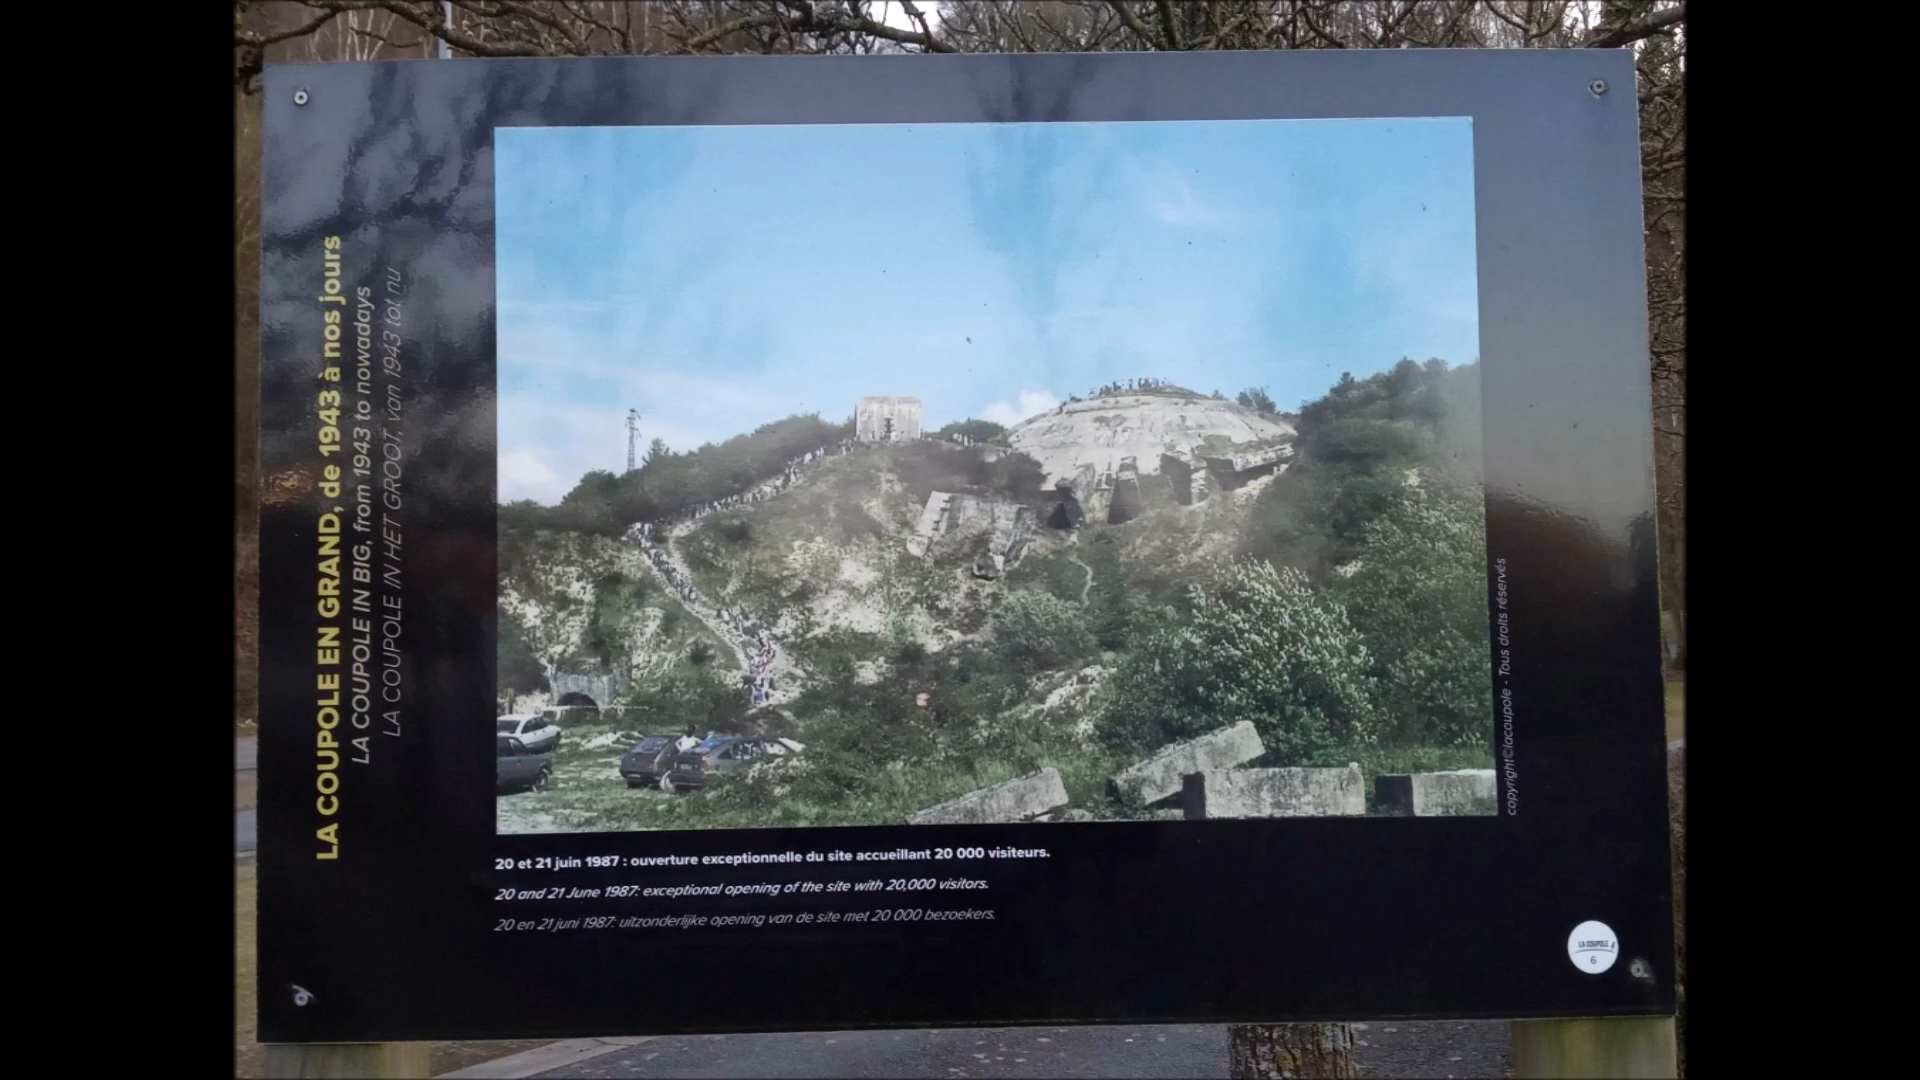 LA COUPOLE EN GRAND, de 1943 à nos jours
LA COUPOLE IN BIG, from 1943 to nowadays
LA COUPOLE IN HET GROOT, van 1943 tot nu
copyright©lacoupole - Tous droits réservés
20 et 21 juin 1987 : ouverture exceptionnelle du site accueillant 20 000 visiteurs.
20 and 21 June 1987: exceptional opening of the site with 20,000 visitors.
20 en 21 juni 1987: uitzonderlijke opening van de site met 20 000 bezoekers.
LA COUPOLE
6